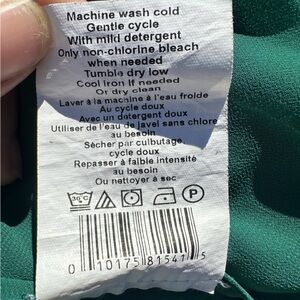 Machine wash cold
Gentle cycle
With mild detergent
Only non-chlorine bleach
when needed
Tumble dry low
Cool iron if needed
Or dry clean
Laver à la machine à l'eau froide
Au cycle doux
Avec un détergent doux
Utiliser de l'eau de javel sans chlore
au besoin
Sécher par culbutage
cycle doux
Repasser à faible intensité
au besoin
Ou nettoyer à sec
30°C
P
0 10175 81541 5